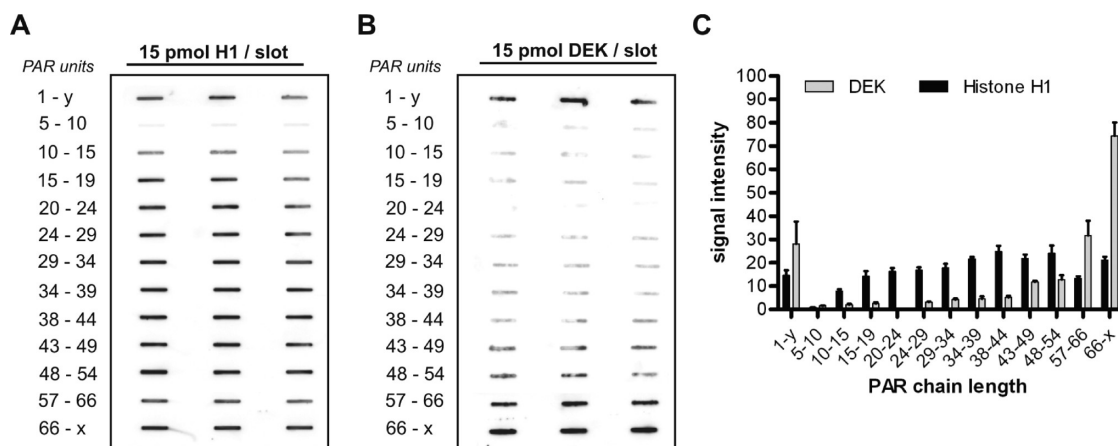 A
15 pmol H1 / slot
PAR units
1 - y
5 - 10
10 - 15
15 - 19
20 - 24
24 - 29
29 - 34
34 - 39
38 - 44
43 - 49
48 - 54
57 - 66
66 - x
B
15 pmol DEK / slot
PAR units
1 - y
5 - 10
10 - 15
15 - 19
20 - 24
24 - 29
29 - 34
34 - 39
38 - 44
43 - 49
48 - 54
57 - 66
66 - x
C
DEK
Histone H1
signal intensity
100
90
80
70
60
50
40
30
20
10
0
1-y
5-10
10-15
15-19
20-24
24-29
29-34
34-39
38-44
43-49
48-54
57-66
66-x
PAR chain length